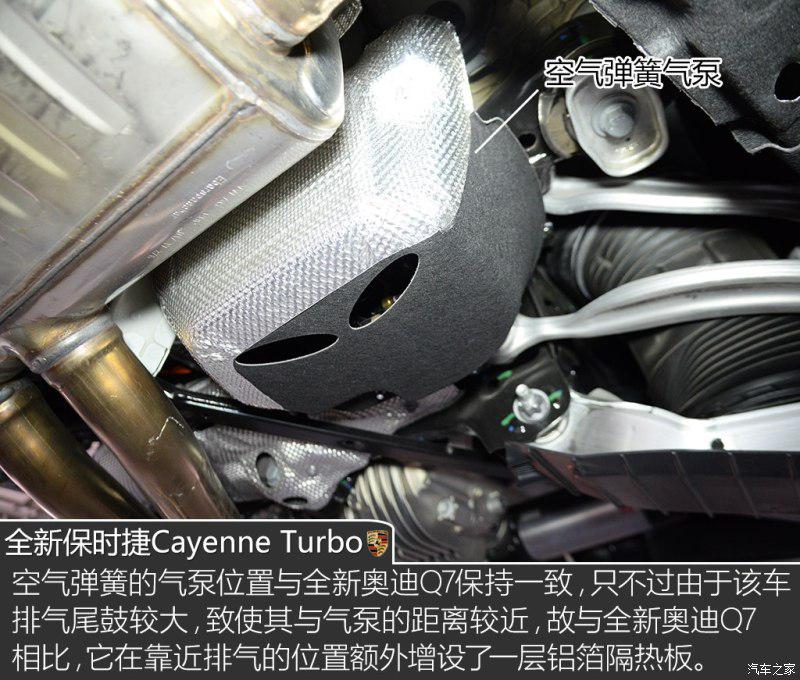 空气弹簧气泵
全新保时捷Cayenne Turbo
空气弹簧的气泵位置与全新奥迪Q7保持一致,只不过由于该车
排气尾鼓较大,致使其与气泵的距离较近,故与全新奥迪Q7
相比,它在靠近排气的位置额外增设了一层铝箔隔热板。
汽车之家